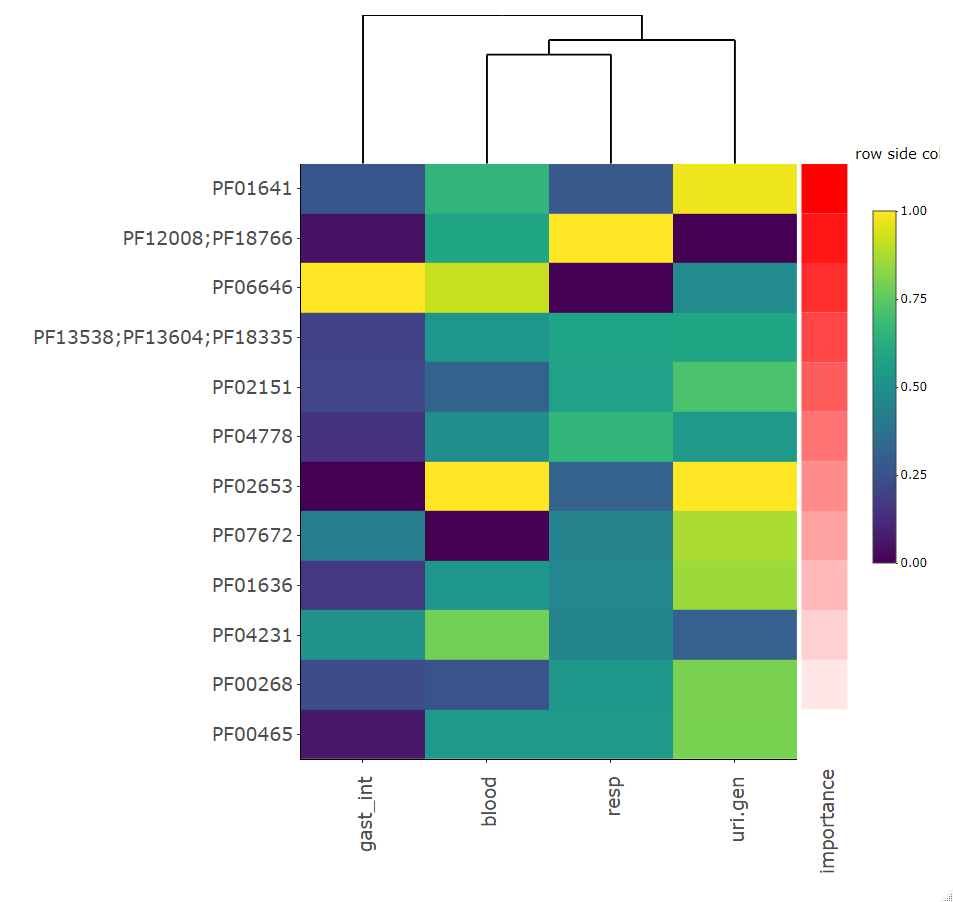 row side col
PF01641
PF12008;PF18766
PF06646
PF13538;PF13604;PF18335
PF02151
PF04778
PF02653
PF07672
PF01636
PF04231
PF00268
PF00465
1.00
0.75
0.50
0.25
0.00
gast_int
blood
resp
uri.gen
importance